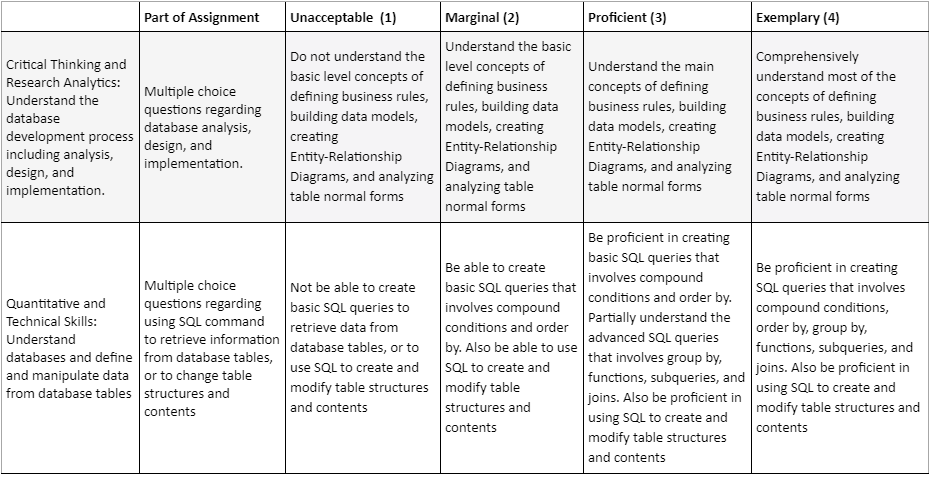 Part of Assignment
Unacceptable (1)
Marginal (2)
Proficient (3)
Exemplary (4)
Critical Thinking and
Research Analytics:
Understand the
database
development process
including analysis,
design, and
implementation.
Multiple choice
questions regarding
database analysis,
design, and
implementation.
Do not understand the
basic level concepts of
defining business rules,
building data models,
creating
Entity-Relationship
Diagrams, and analyzing
table normal forms
Understand the basic
level concepts of
defining business
rules, building data
models, creating
Entity-Relationship
Diagrams, and
analyzing table
normal forms
Understand the main
concepts of defining
business rules, building
data models, creating
Entity-Relationship
Diagrams, and analyzing
table normal forms
Comprehensively
understand most of the
concepts of defining
business rules, building
data models, creating
Entity-Relationship
Diagrams, and analyzing
table normal forms
Quantitative and
Technical Skills:
Understand
databases and define
and manipulate data
from database tables
Multiple choice
questions regarding
using SQL command
to retrieve information
from database tables,
or to change table
structures and
contents
Not be able to create
basic SQL queries to
retrieve data from
database tables, or to
use SQL to create and
modify table structures
and contents
Be able to create
basic SQL queries that
involves compound
conditions and order
by. Also be able to use
SQL to create and
modify table
structures and
contents
Be proficient in creating
basic SQL queries that
involves compound
conditions and order by.
Partially understand the
advanced SQL queries
that involves group by,
functions, subqueries, and
joins. Also be proficient in
using SQL to create and
modify table structures
and contents
Be proficient in creating
SQL queries that involves
compound conditions,
order by, group by,
functions, subqueries, and
joins. Also be proficient in
using SQL to create and
modify table structures and
contents